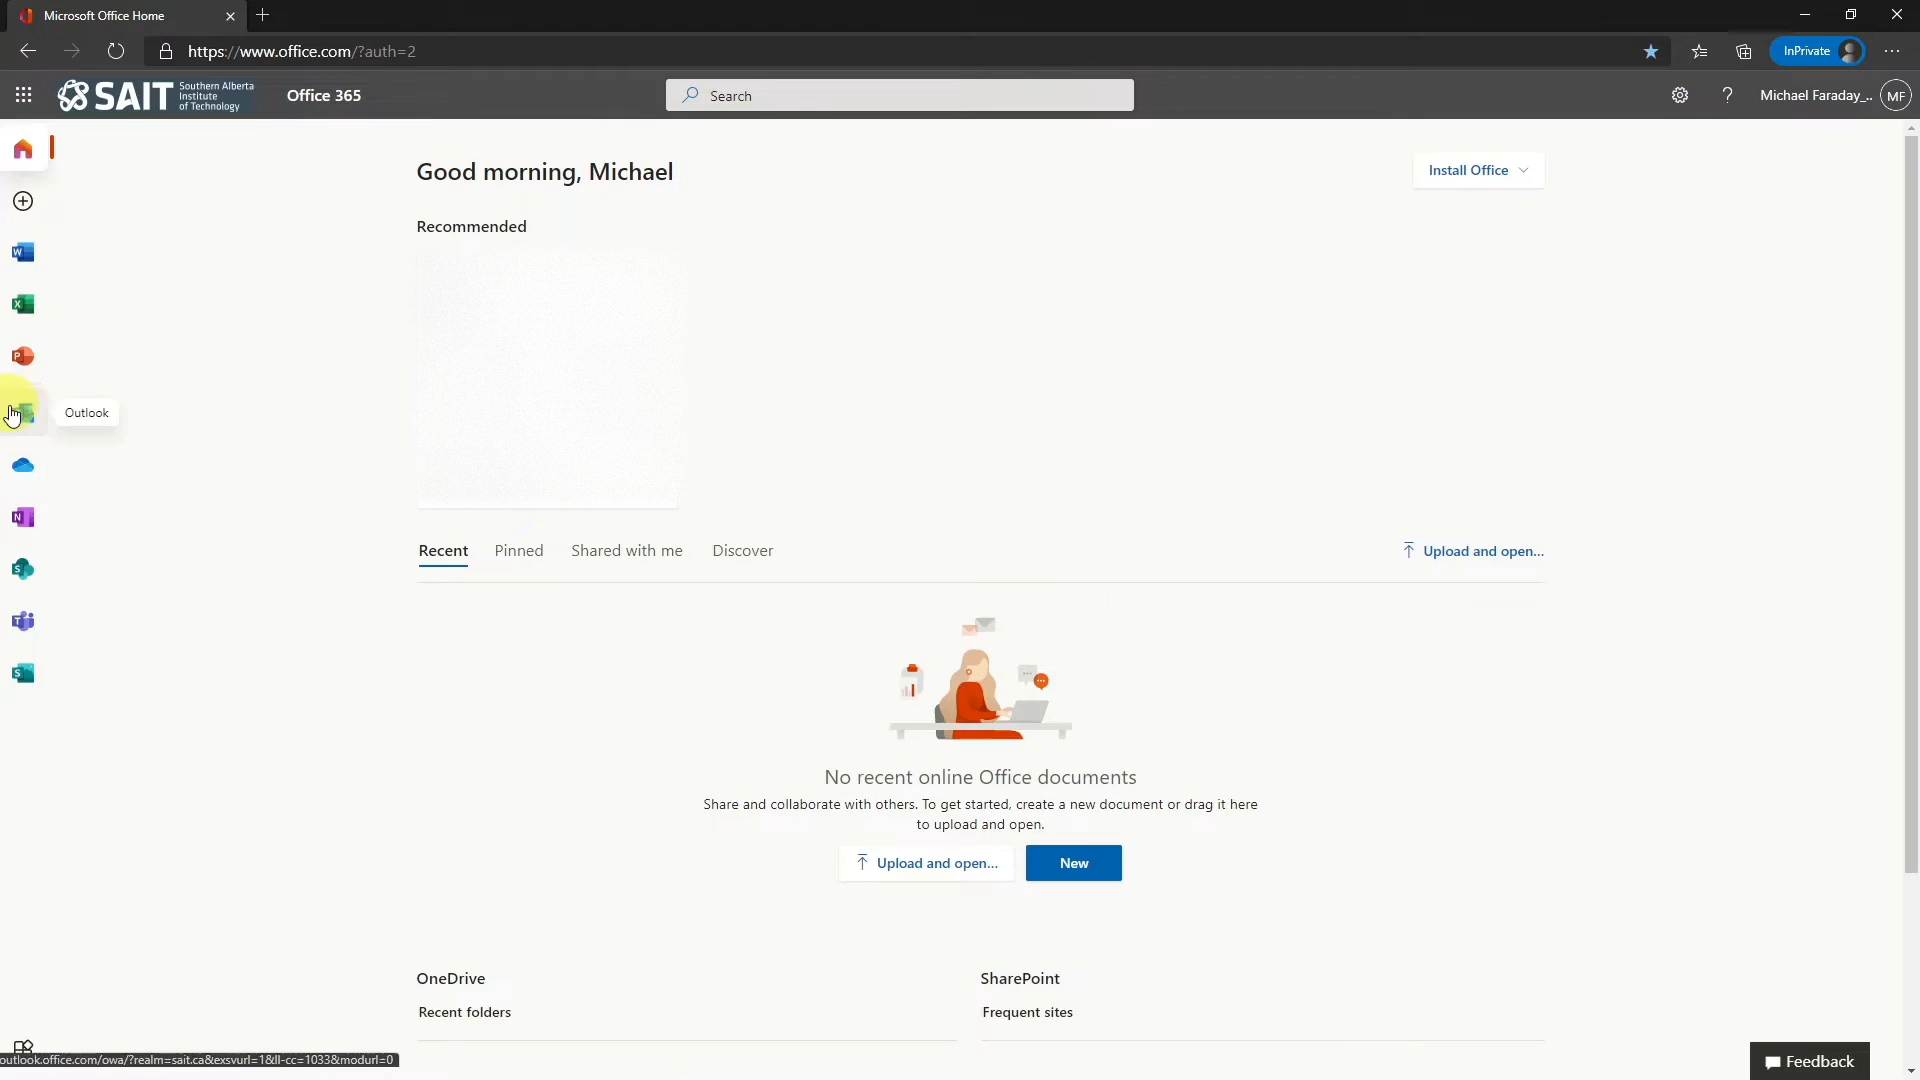 Microsoft Office Home
https://www.office.com/?auth=2
InPrivate
SAIT Southern Alberta
Institute
of Technology
Office 365
Search
?
Michael Faraday_..
MF
Good morning, Michael
Install Office
Recommended
W
X
P
Outlook
N
Recent
Pinned
Shared with me
Discover
Upload and open...
S
T
S
No recent online Office documents
Share and collaborate with others. To get started, create a new document or drag it here
to upload and open.
Upload and open...
New
OneDrive
SharePoint
Recent folders
Frequent sites
outlook.office.com/owa/?realm=sait.ca&exsvurl=1&ll-cc=1033&modurl=0
Feedback